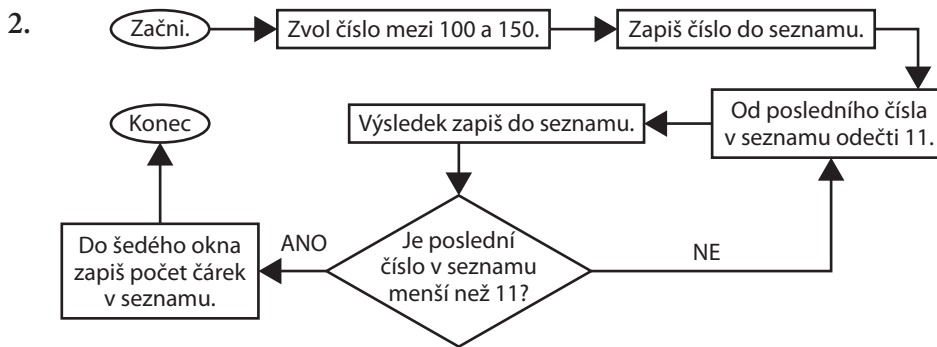 2.
Začni.
Zvol číslo mezi 100 a 150.
Zapiš číslo do seznamu.
Od posledního čísla
v seznamu odečti 11.
Výsledek zapiš do seznamu.
Konec
Je poslední
číslo v seznamu
menší než 11?
ANO
NE
Do šedého okna
zapiš počet čárek
v seznamu.